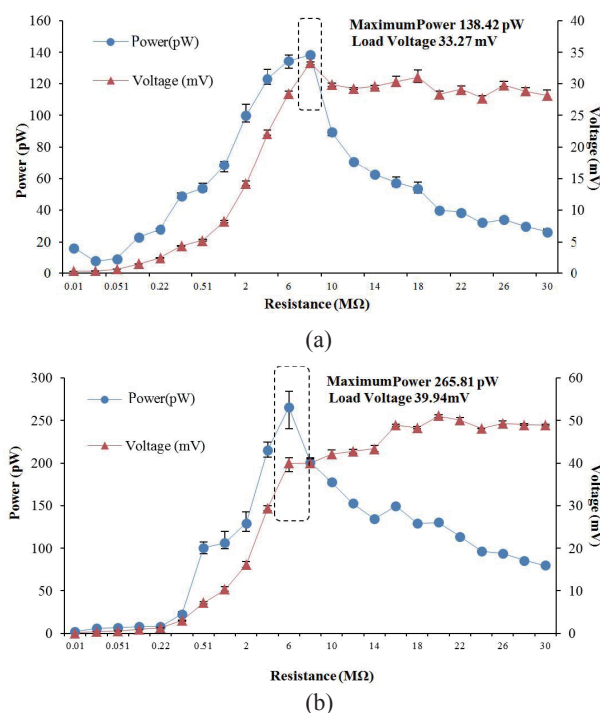 Maximum Power 138.42 pW
Load Voltage 33.27 mV
Power(pW)
Voltage (mV)
Power (pW)
160
140
120
100
80
60
40
20
0
40
35
30
25
20
15
10
5
0
Voltage (mV)
0.01 0.051 0.22 0.51 2 6 10 14 18 22 26 30
Resistance (MΩ)
(a)
Maximum Power 265.81 pW
Load Voltage 39.94mV
Power(pW)
Voltage (mV)
Power (pW)
300
250
200
150
100
50
0
60
50
40
30
20
10
0
Voltage (mV)
0.01 0.051 0.22 0.51 2 6 10 14 18 22 26 30
Resistance (MΩ)
(b)